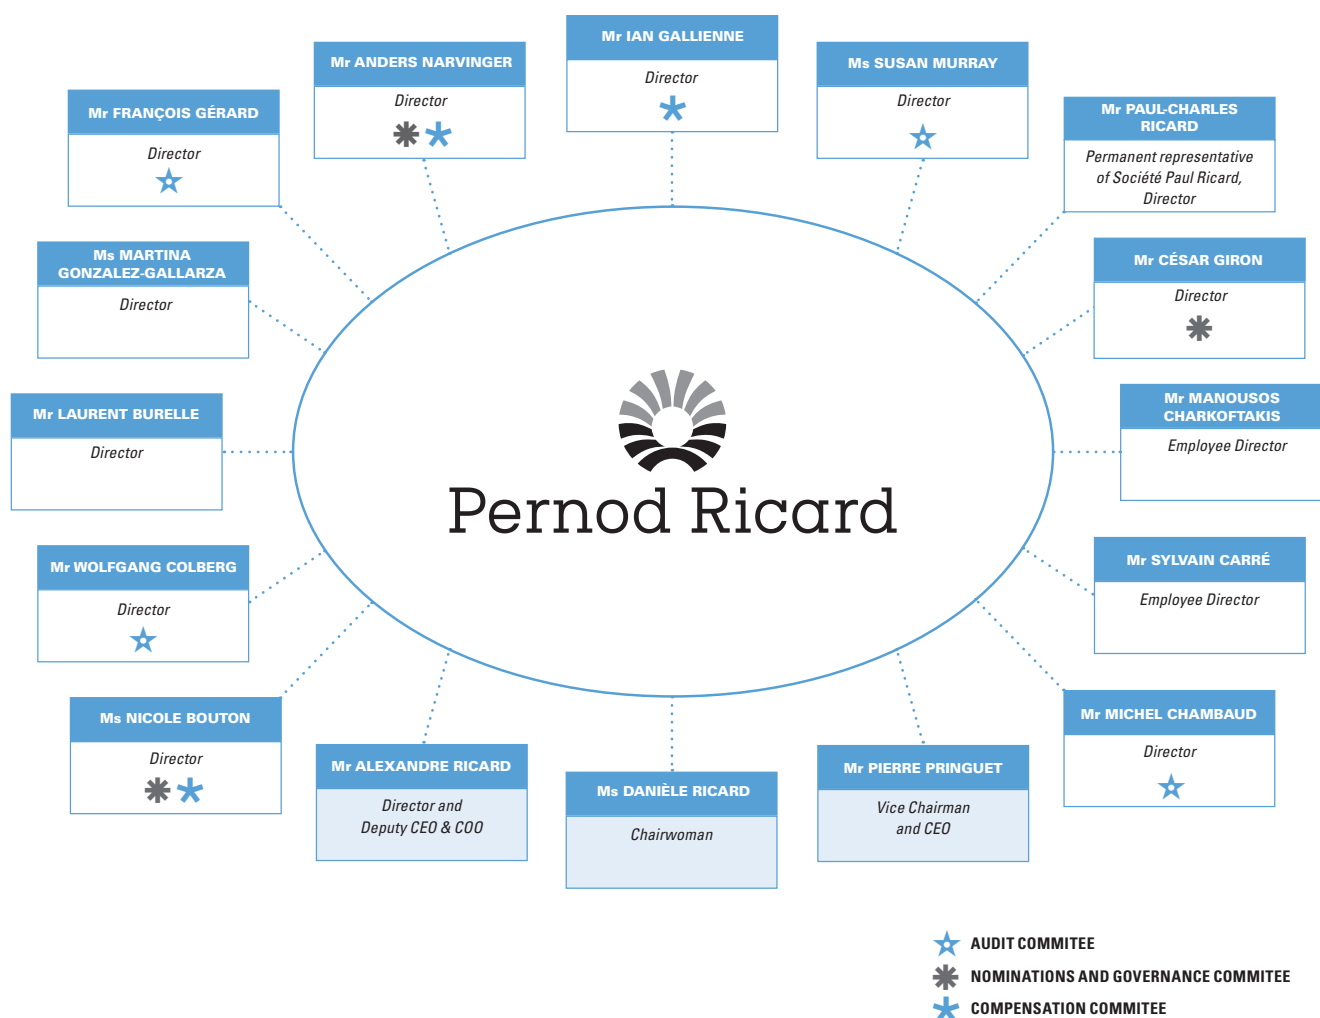 Mr IAN GALLIENNE
Director
Mr ANDERS NARVINGER
Director
Ms SUSAN MURRAY
Director
Mr FRANÇOIS GÉRARD
Director
Mr PAUL-CHARLES
RICARD
Permanent representative
of Société Paul Ricard,
Director
Ms MARTINA
GONZALEZ-GALLARZA
Director
Mr CÉSAR GIRON
Director
Mr LAURENT BURELLE
Director
Mr MANOUSOS
CHARKOFTAKIS
Employee Director
Pernod Ricard
Mr WOLFGANG COLBERG
Director
Mr SYLVAIN CARRÉ
Employee Director
Ms NICOLE BOUTON
Director
Mr MICHEL CHAMBAUD
Director
Mr ALEXANDRE RICARD
Director and
Deputy CEO & COO
Ms DANIÈLE RICARD
Chairwoman
Mr PIERRE PRINGUET
Vice Chairman
and CEO
AUDIT COMMITEE
NOMINATIONS AND GOVERNANCE COMMITEE
COMPENSATION COMMITEE